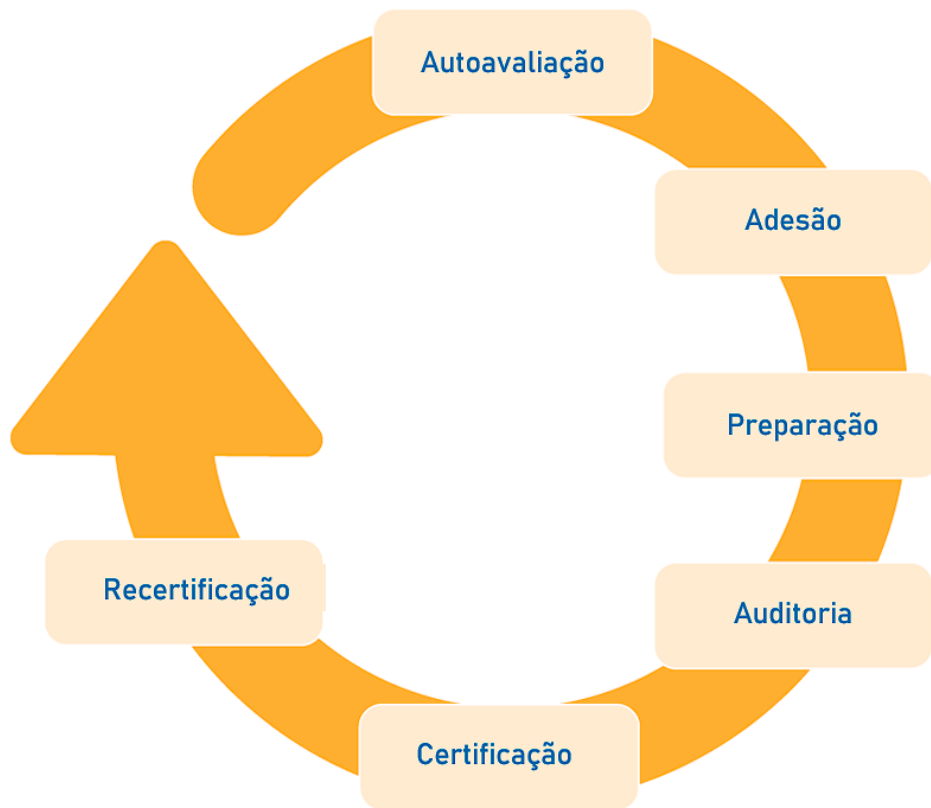 Autoavaliação
Adesão
Preparação
Auditoria
Certificação
Recertificação